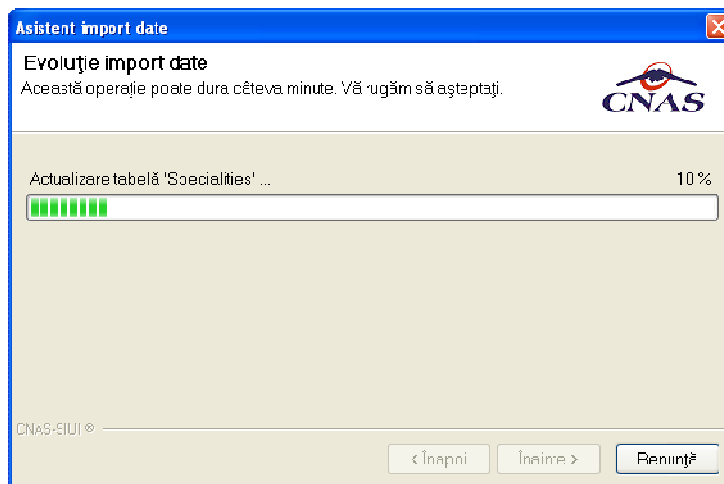 Asistent import date
Evoluție import date
Această operație poate dura câteva minute. Vă rugăm să așteptați.
CNAS
Actualizare tabelă 'Specialities' ...
10 %
CNAS-SIUI ®
< Înapoi
Înainte >
Renunță